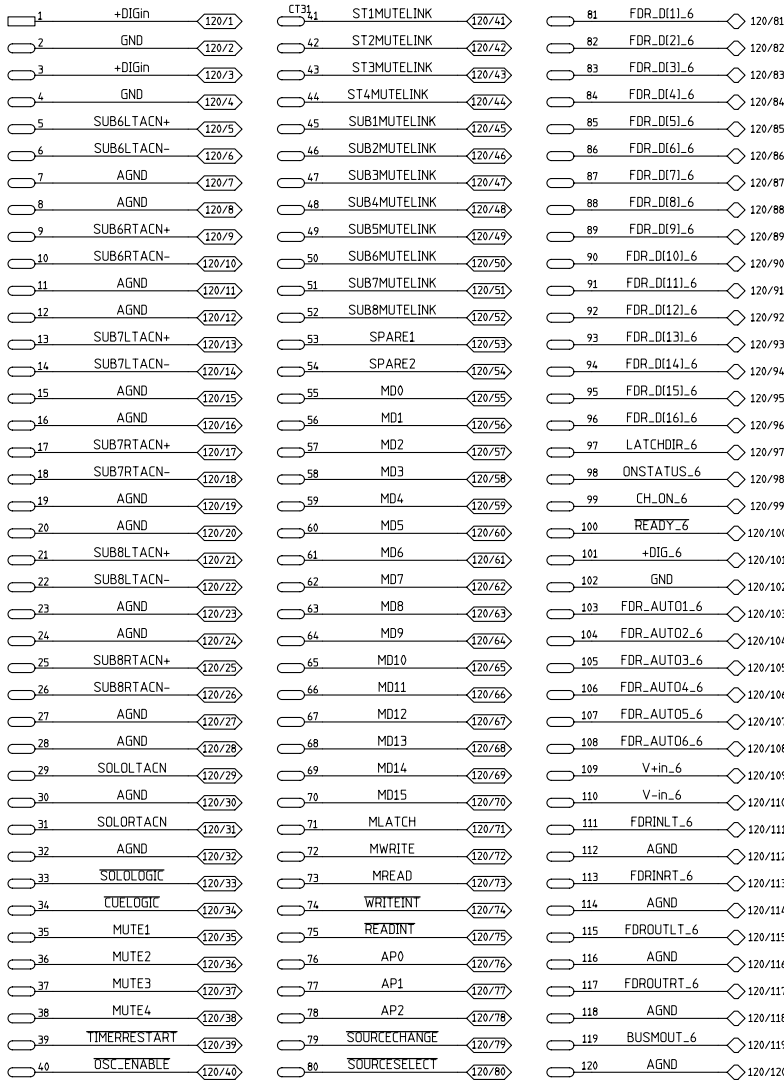 1 +DIGin 120/1
2 GND 120/2
3 +DIGin 120/3
4 GND 120/4
5 SUB6LTACN+ 120/5
6 SUB6LTACN- 120/6
7 AGND 120/7
8 AGND 120/8
9 SUB6RTACN+ 120/9
10 SUB6RTACN- 120/10
11 AGND 120/11
12 AGND 120/12
13 SUB7LTACN+ 120/13
14 SUB7LTACN- 120/14
15 AGND 120/15
16 AGND 120/16
17 SUB7RTACN+ 120/17
18 SUB7RTACN- 120/18
19 AGND 120/19
20 AGND 120/20
21 SUB8LTACN+ 120/21
22 SUB8LTACN- 120/22
23 AGND 120/23
24 AGND 120/24
25 SUB8RTACN+ 120/25
26 SUB8RTACN- 120/26
27 AGND 120/27
28 AGND 120/28
29 SOLOLTACN 120/29
30 AGND 120/30
31 SOLORTACN 120/31
32 AGND 120/32
33 SOLOLOGIC 120/33
34 CUELOGIC 120/34
35 MUTE1 120/35
36 MUTE2 120/36
37 MUTE3 120/37
38 MUTE4 120/38
39 TIMERRESTART 120/39
40 OSC_ENABLE 120/40
CT31
41 ST1MUTELINK 120/41
42 ST2MUTELINK 120/42
43 ST3MUTELINK 120/43
44 ST4MUTELINK 120/44
45 SUB1MUTELINK 120/45
46 SUB2MUTELINK 120/46
47 SUB3MUTELINK 120/47
48 SUB4MUTELINK 120/48
49 SUB5MUTELINK 120/49
50 SUB6MUTELINK 120/50
51 SUB7MUTELINK 120/51
52 SUB8MUTELINK 120/52
53 SPARE1 120/53
54 SPARE2 120/54
55 MD0 120/55
56 MD1 120/56
57 MD2 120/57
58 MD3 120/58
59 MD4 120/59
60 MD5 120/60
61 MD6 120/61
62 MD7 120/62
63 MD8 120/63
64 MD9 120/64
65 MD10 120/65
66 MD11 120/66
67 MD12 120/67
68 MD13 120/68
69 MD14 120/69
70 MD15 120/70
71 MLATCH 120/71
72 MWRITE 120/72
73 MREAD 120/73
74 WRITEINT 120/74
75 READINT 120/75
76 AP0 120/76
77 AP1 120/77
78 AP2 120/78
79 SOURCECHANGE 120/79
80 SOURCESELECT 120/80
81 FDR_D[1]_6 120/81
82 FDR_D[2]_6 120/82
83 FDR_D[3]_6 120/83
84 FDR_D[4]_6 120/84
85 FDR_D[5]_6 120/85
86 FDR_D[6]_6 120/86
87 FDR_D[7]_6 120/87
88 FDR_D[8]_6 120/88
89 FDR_D[9]_6 120/89
90 FDR_D[10]_6 120/90
91 FDR_D[11]_6 120/91
92 FDR_D[12]_6 120/92
93 FDR_D[13]_6 120/93
94 FDR_D[14]_6 120/94
95 FDR_D[15]_6 120/95
96 FDR_D[16]_6 120/96
97 LATCHDIR_6 120/97
98 ONSTATUS_6 120/98
99 CH_ON_6 120/99
100 READY_6 120/100
101 +DIG_6 120/101
102 GND 120/102
103 FDR_AUTO1_6 120/103
104 FDR_AUTO2_6 120/104
105 FDR_AUTO3_6 120/105
106 FDR_AUTO4_6 120/106
107 FDR_AUTO5_6 120/107
108 FDR_AUTO6_6 120/108
109 V+in_6 120/109
110 V-in_6 120/110
111 FDRINLT_6 120/111
112 AGND 120/112
113 FDRINRT_6 120/113
114 AGND 120/114
115 FDROUTLT_6 120/115
116 AGND 120/116
117 FDROUTRT_6 120/117
118 AGND 120/118
119 BUSMOUT_6 120/119
120 AGND 120/120